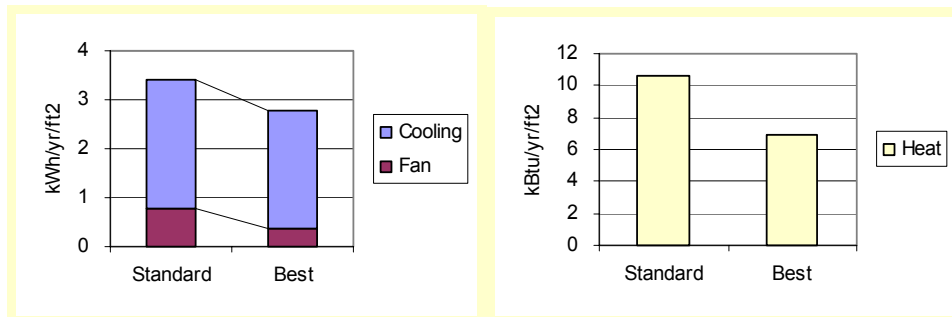 kWh/yr/ft2
4
3
2
1
0
Standard
Best
Cooling
Fan
kBtu/yr/ft2
12
10
8
6
4
2
0
Standard
Best
Heat